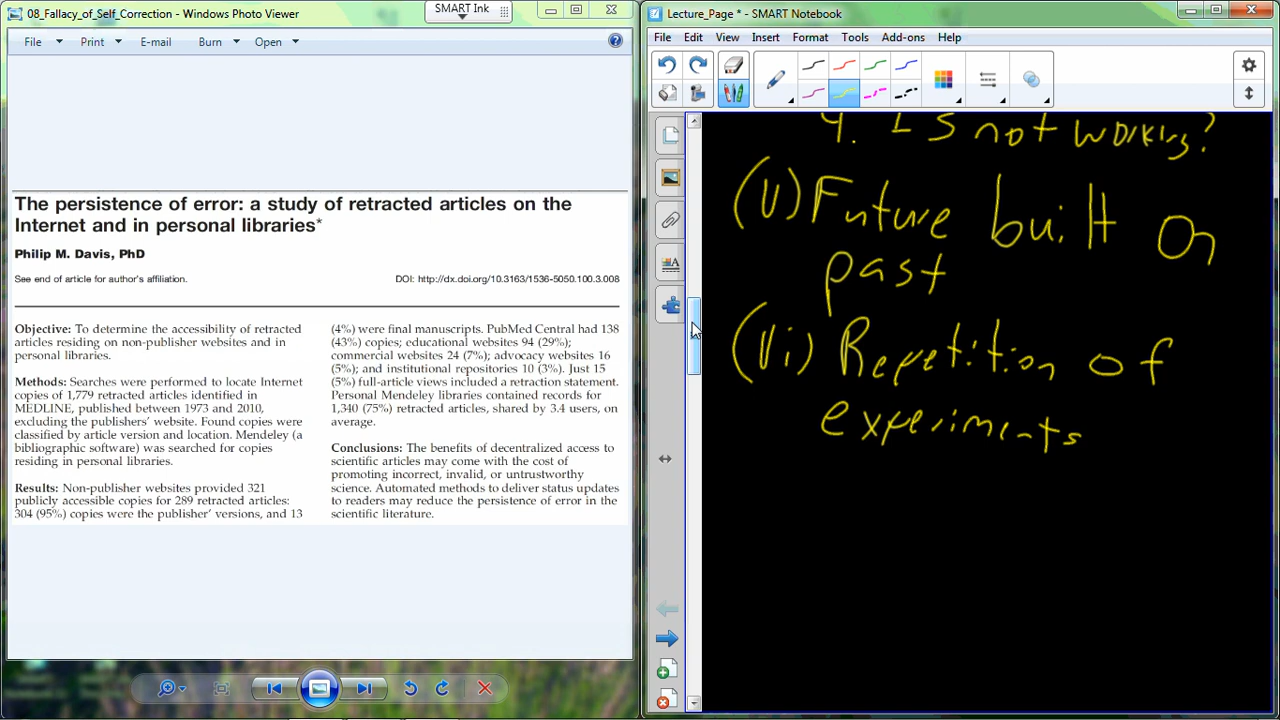 08_Fallacy_of_Self_Correction - Windows Photo Viewer
SMART Ink
File Print E-mail Burn Open
The persistence of error: a study of retracted articles on the
Internet and in personal libraries*
Philip M. Davis, PhD
See end of article for author's affiliation.
DOI: http://dx.doi.org/10.3163/1536-5050.100.3.008
Objective: To determine the accessibility of retracted
articles residing on non-publisher websites and in
personal libraries.
Methods: Searches were performed to locate Internet
copies of 1,779 retracted articles identified in
MEDLINE, published between 1973 and 2010,
excluding the publishers' website. Found copies were
classified by article version and location. Mendeley (a
bibliographic software) was searched for copies
residing in personal libraries.
Results: Non-publisher websites provided 321
publicly accessible copies for 289 retracted articles:
304 (95%) copies were the publisher' versions, and 13
(4%) were final manuscripts. PubMed Central had 138
(43%) copies; educational websites 94 (29%);
commercial websites 24 (7%); advocacy websites 16
(5%); and institutional repositories 10 (3%). Just 15
(5%) full-article views included a retraction statement.
Personal Mendeley libraries contained records for
1,340 (75%) retracted articles, shared by 3.4 users, on
average.
Conclusions: The benefits of decentralized access to
scientific articles may come with the cost of
promoting incorrect, invalid, or untrustworthy
science. Automated methods to deliver status updates
to readers may reduce the persistence of error in the
scientific literature.
Lecture_Page * - SMART Notebook
File Edit View Insert Format Tools Add-ons Help
4. Is not working?
(V) Future built on
past
(Vi) Repetition of
experiments